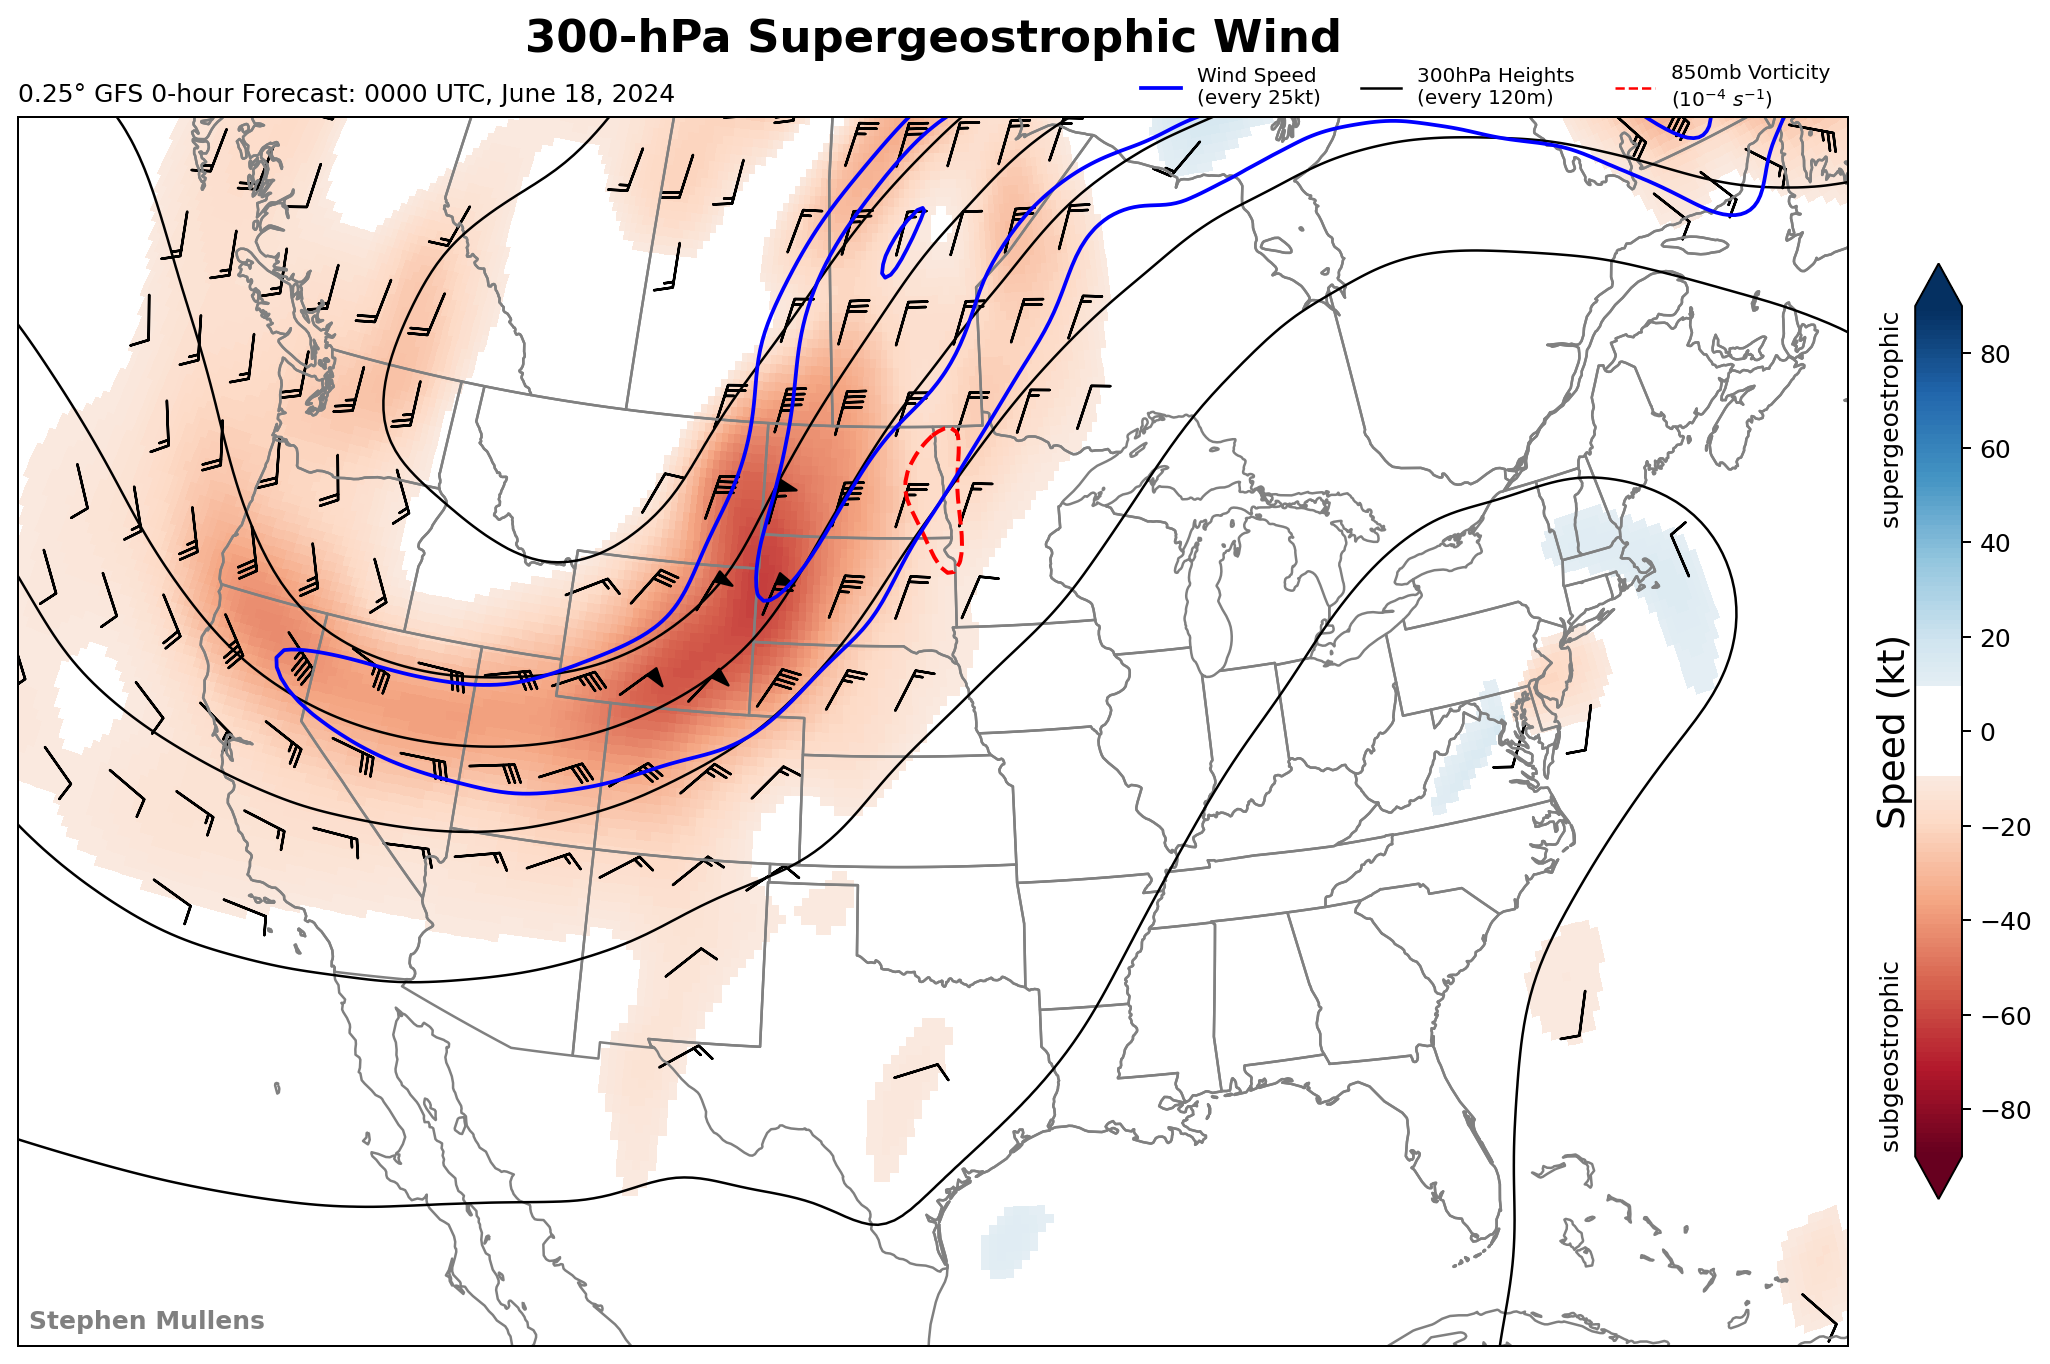 300-hPa Supergeostrophic Wind
0.25° GFS 0-hour Forecast: 0000 UTC, June 18, 2024
Wind Speed
(every 25kt)
300hPa Heights
(every 120m)
850mb Vorticity
(10⁻⁴ s⁻¹)
supergeostrophic
Speed (kt)
subgeostrophic
80
60
40
20
0
−20
−40
−60
−80
Stephen Mullens